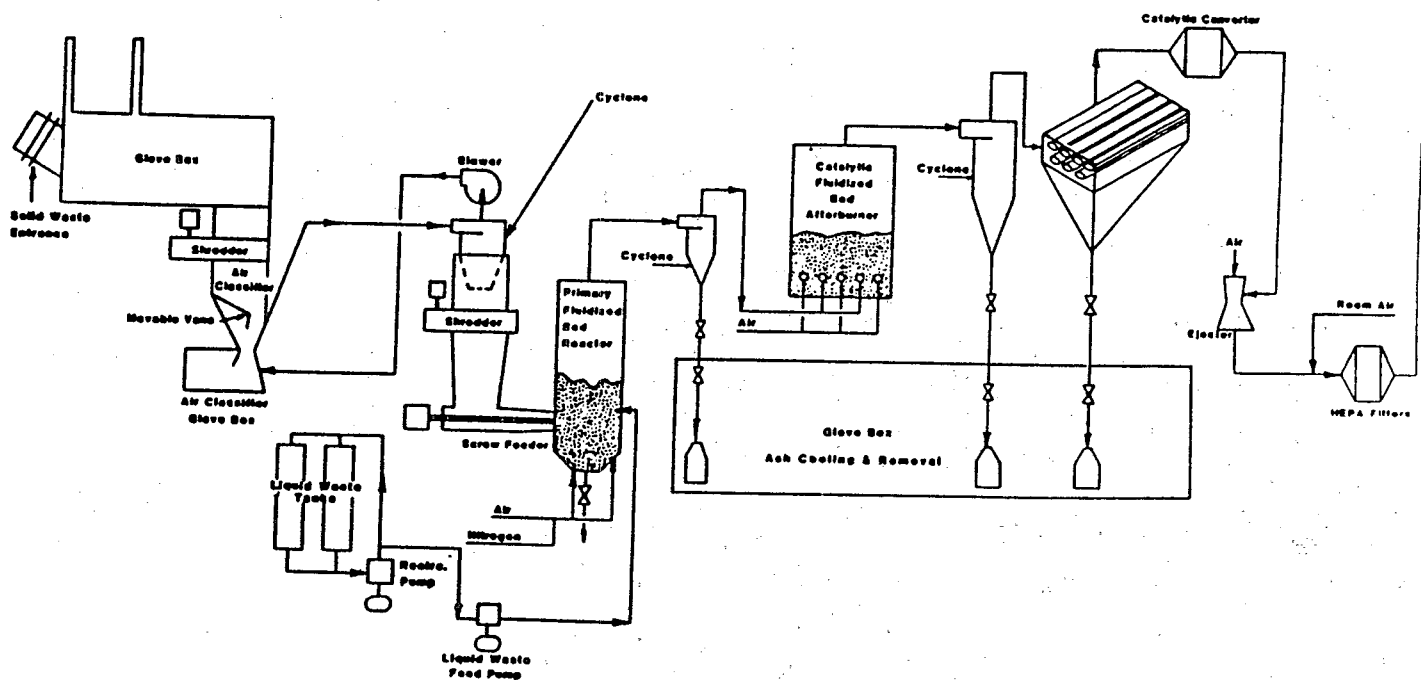 Catalytic Converter
Cyclone
Glove Box
Blower
Solid Waste
Entrance
Shredder
Air
Classifier
Movable Vane
Air Classifier
Glove Box
Shredder
Screw Feeder
Primary
Fluidized
Bed
Reactor
Cyclone
Catalytic
Fluidized
Bed
Afterburner
Air
Cyclone
Air
Ejector
Room Air
HEPA Filters
Glove Box
Ash Cooling & Removal
Liquid Waste
Tanks
Air
Nitrogen
Recirc.
Pump
Liquid Waste
Feed Pump